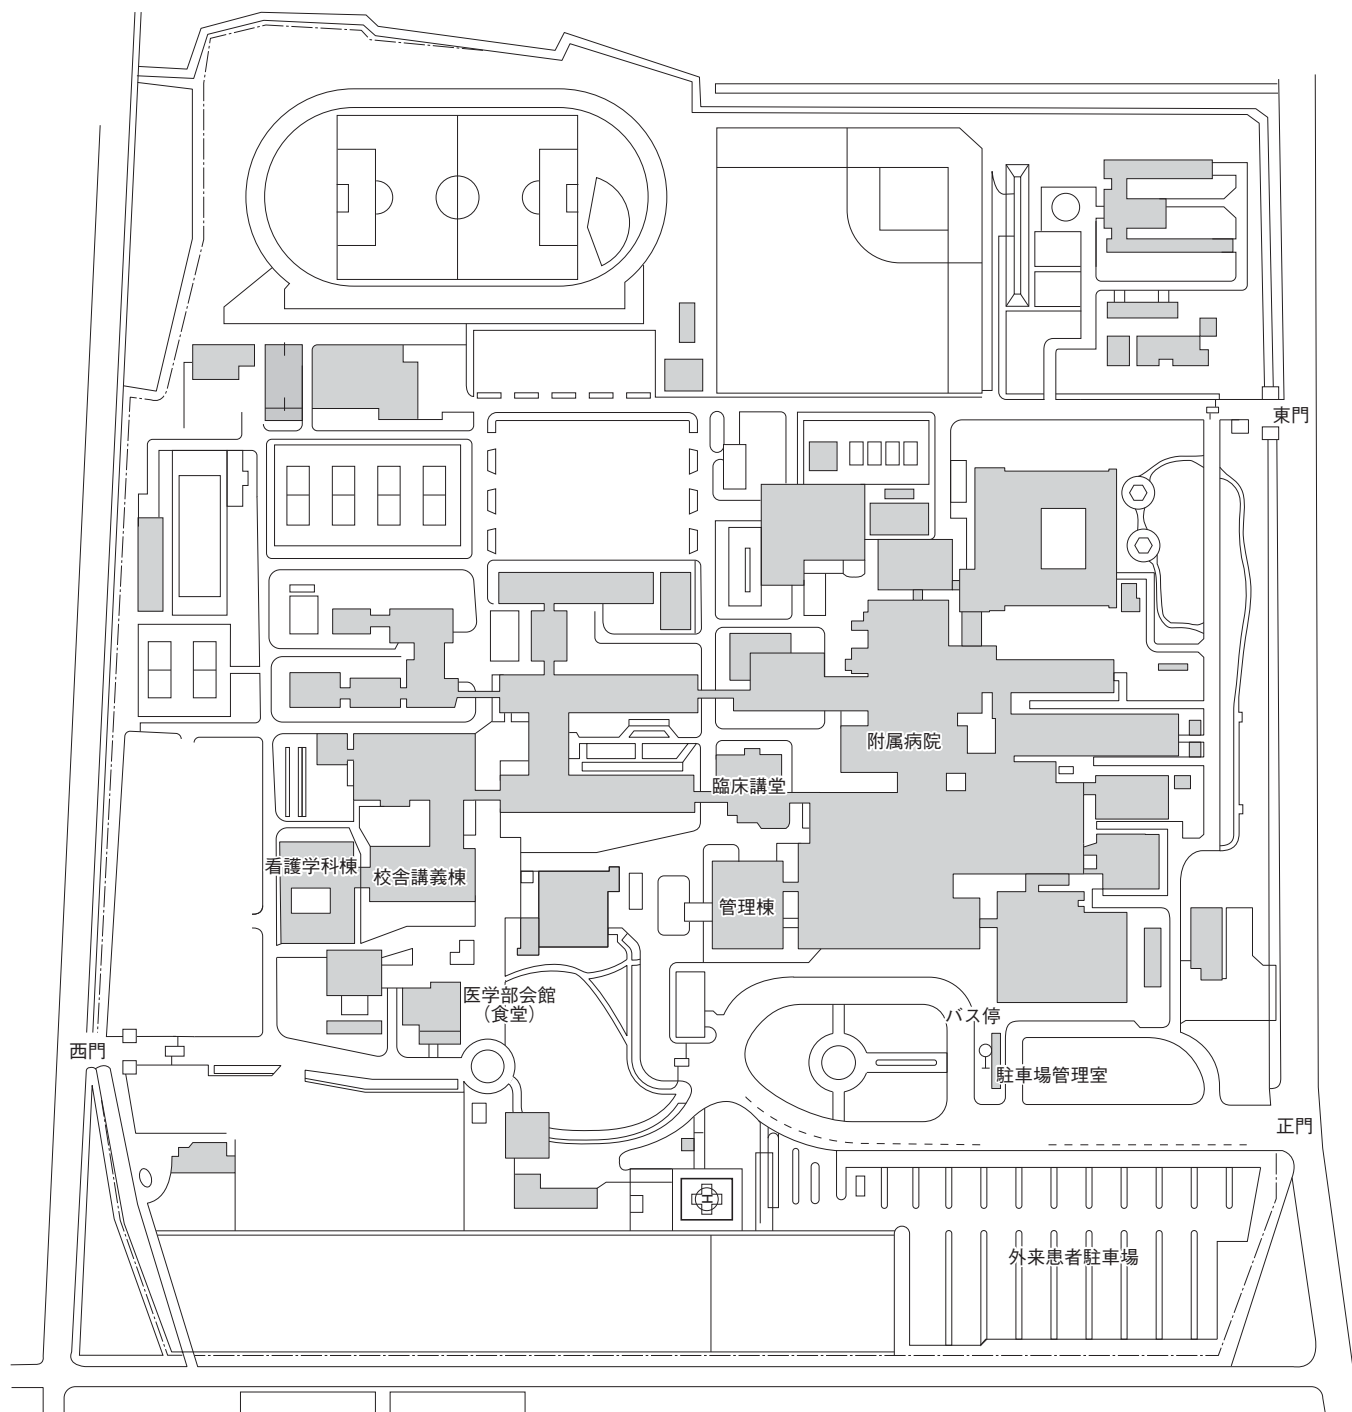 東門
附属病院
臨床講堂
看護学科棟
校舎講義棟
管理棟
医学部会館
（食堂）
バス停
西門
駐車場管理室
正門
H
外来患者駐車場